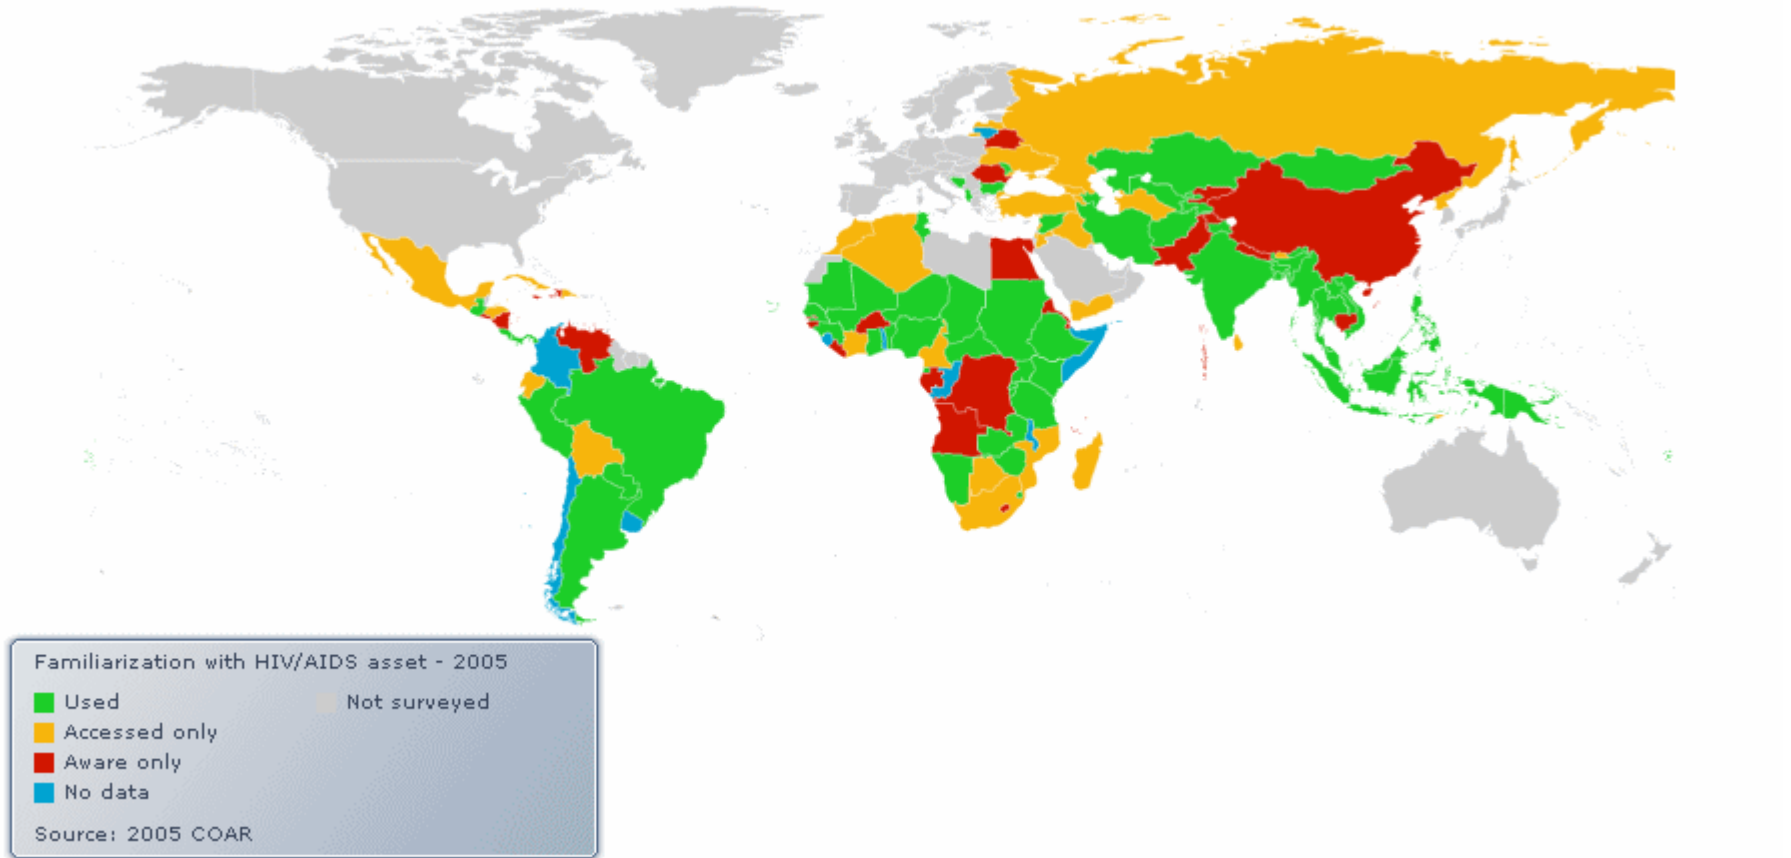 Familiarization with HIV/AIDS asset - 2005
Used
Not surveyed
Accessed only
Aware only
No data
Source: 2005 COAR